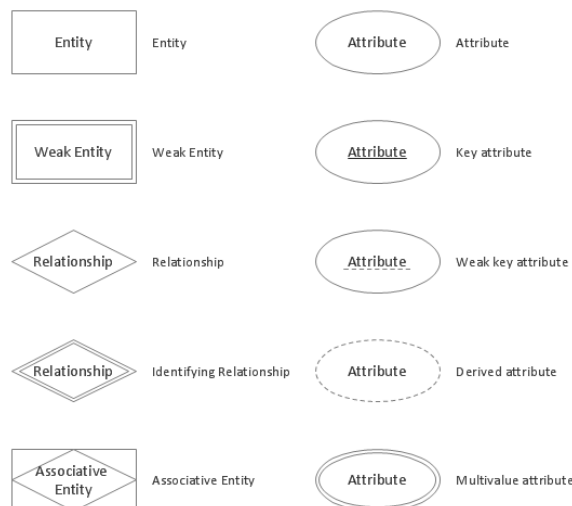 Entity Entity Attribute Attribute
Weak Entity Weak Entity Attribute Key attribute
Relationship Relationship Attribute Weak key attribute
Relationship Identifying Relationship Attribute Derived attribute
Associative
Entity Associative Entity Attribute Multivalue attribute